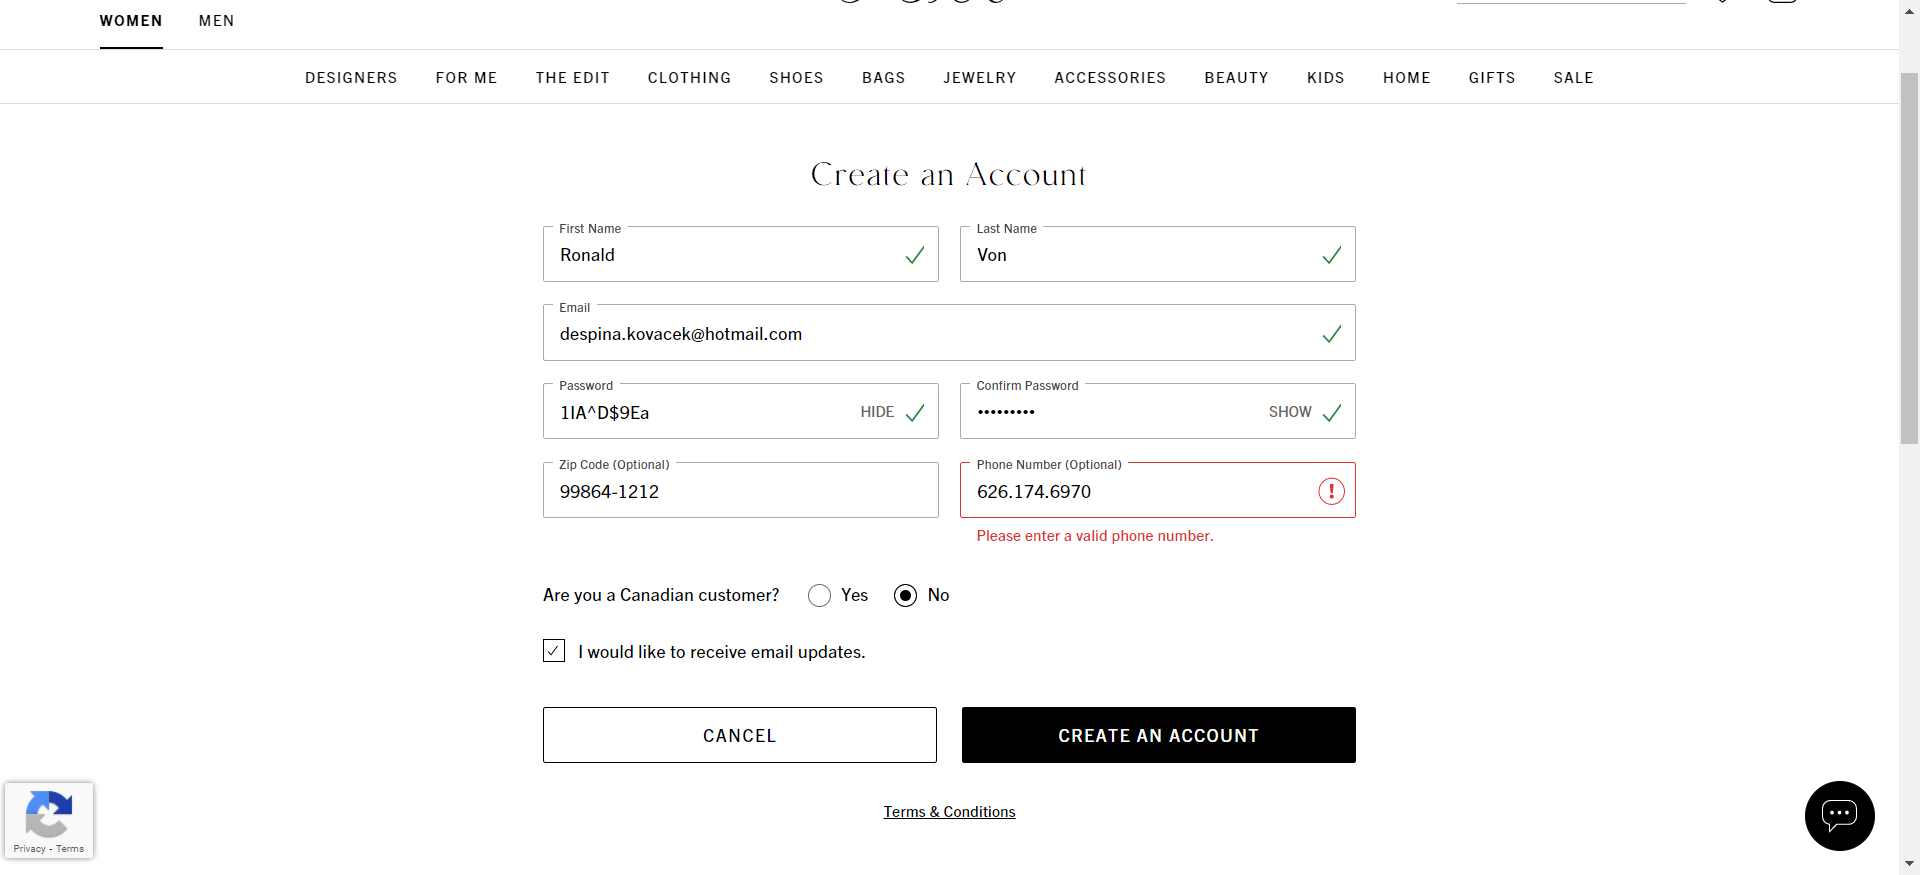 WOMEN MEN
DESIGNERS FOR ME THE EDIT CLOTHING SHOES BAGS JEWELRY ACCESSORIES BEAUTY KIDS HOME GIFTS SALE
Create an Account
First Name Last Name
Ronald Von
Email
despina.kovacek@hotmail.com
Password Confirm Password
1IA^D$9Ea HIDE ••••••••• SHOW
Zip Code (Optional) Phone Number (Optional)
99864-1212 626.174.6970
Please enter a valid phone number.
Are you a Canadian customer? Yes No
I would like to receive email updates.
CANCEL CREATE AN ACCOUNT
Terms & Conditions
Privacy - Terms